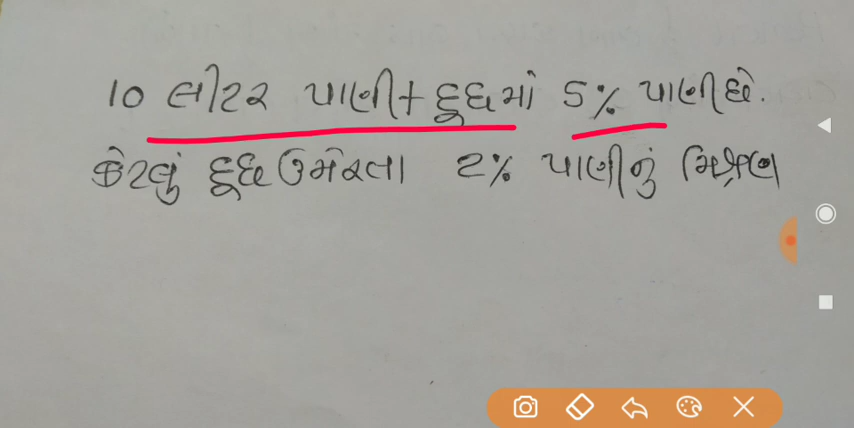 10 લીટર પાણી + દૂધમાં 5% પાણી છે.
કેટલું દૂધ ઉમેરતા 2% પાણીનું મિશ્રણ